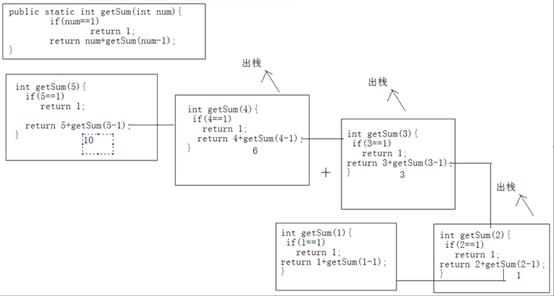 public static int getSum(int num){
if(num==1)
return 1;
return num+getSum(num-1);
}
int getSum(5){
if(5==1)
return 1;
return 5+getSum(5-1);
}
10
出栈
int getSum(4){
if(4==1)
return 1;
return 4+getSum(4-1);
}
6
出栈
int getSum(3){
if(3==1)
return 1;
return 3+getSum(3-1);
}
3
出栈
int getSum(2){
if(2==1)
return 1;
return 2+getSum(2-1);
}
1
int getSum(1){
if(1==1)
return 1;
return 1+getSum(1-1);
}